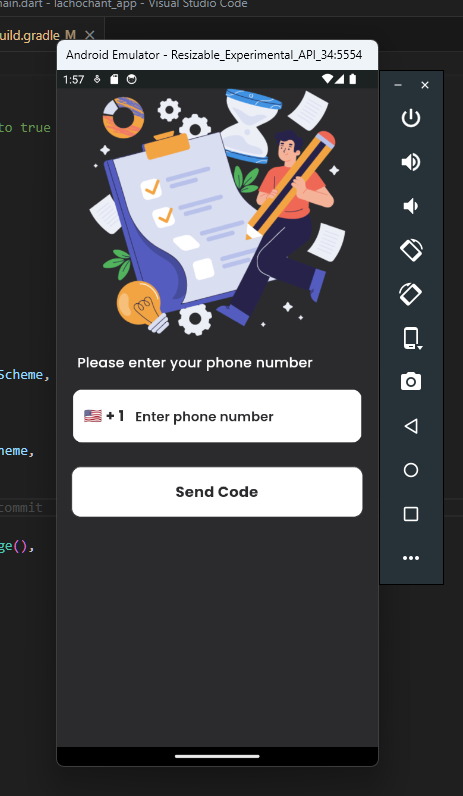 main.dart - lachochant_app - Visual Studio Code
build.gradle M
Android Emulator - Resizable_Experimental_API_34:5554
1:57
to true
Please enter your phone number
Scheme,
🇺🇸 + 1 Enter phone number
heme,
Send Code
commit
ge(),